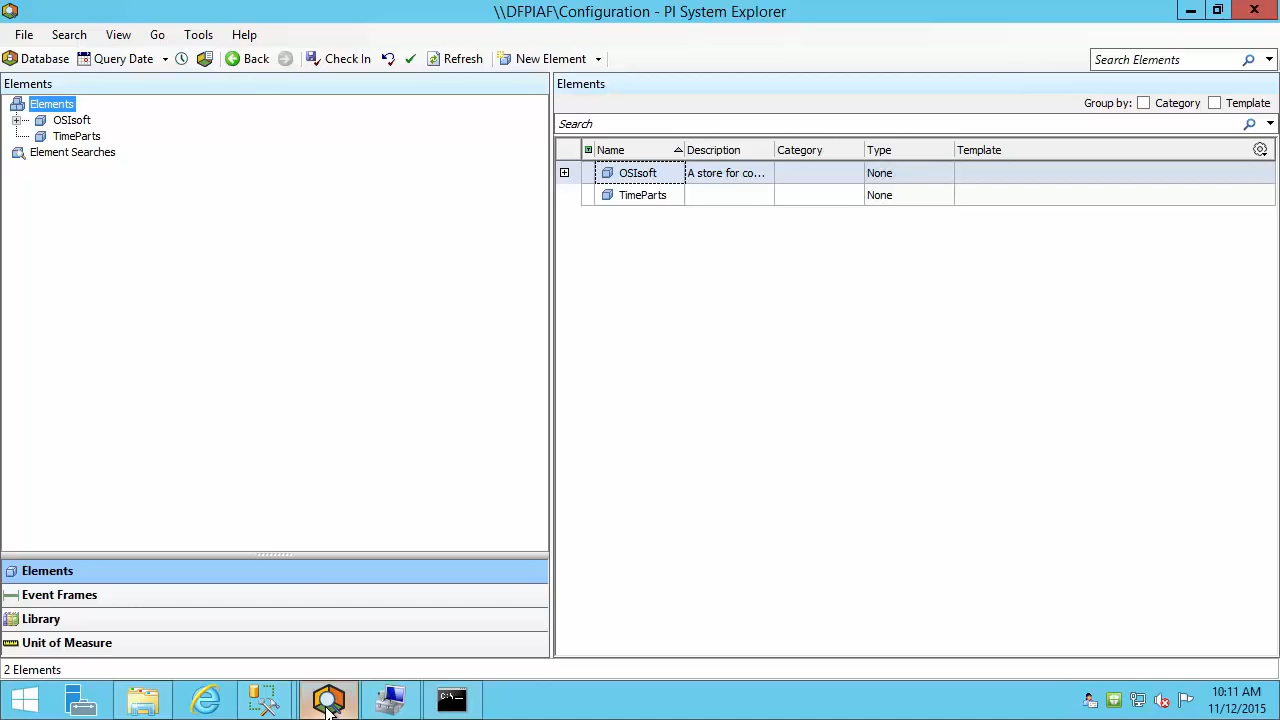 \\DFPIAF\Configuration - PI System Explorer
File Search View Go Tools Help
Database Query Date Back Check In Refresh New Element Search Elements
Elements
Elements
OSIsoft
TimeParts
Element Searches
Elements
Event Frames
Library
Unit of Measure
Elements
Group by: Category Template
Search
Name Description Category Type Template
OSIsoft A store for co... None
TimeParts None
2 Elements
10:11 AM
11/12/2015